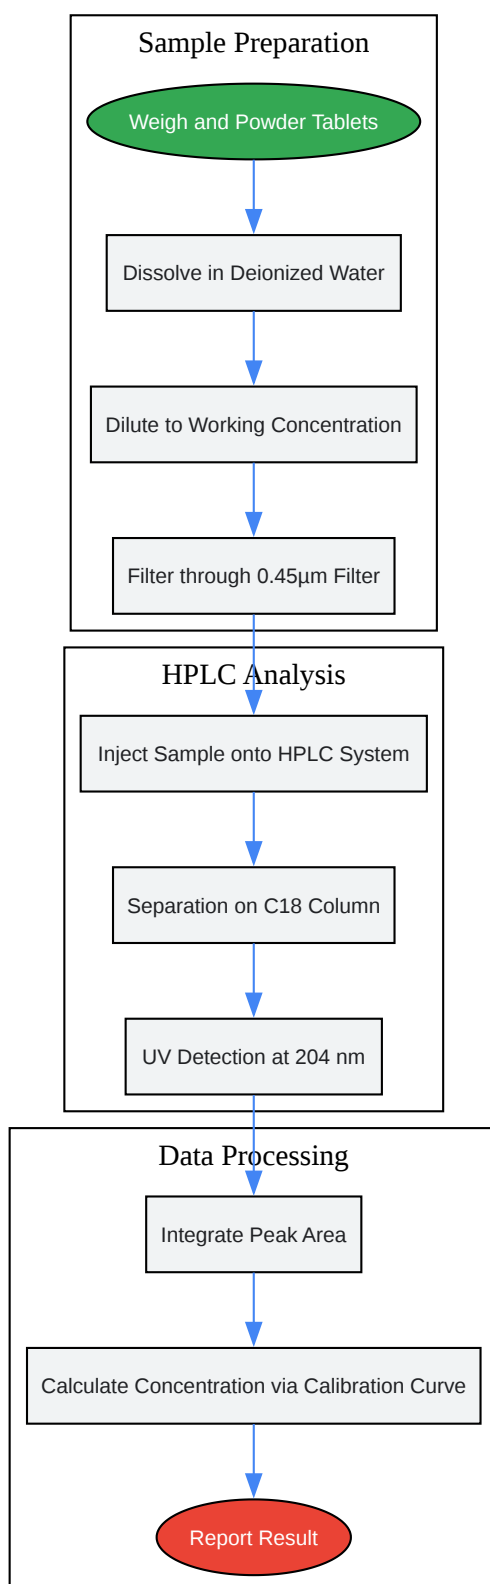 Sample Preparation
Weigh and Powder Tablets
Dissolve in Deionized Water
Dilute to Working Concentration
Filter through 0.45µm Filter
HPLC Analysis
Inject Sample onto HPLC System
Separation on C18 Column
UV Detection at 204 nm
Data Processing
Integrate Peak Area
Calculate Concentration via Calibration Curve
Report Result